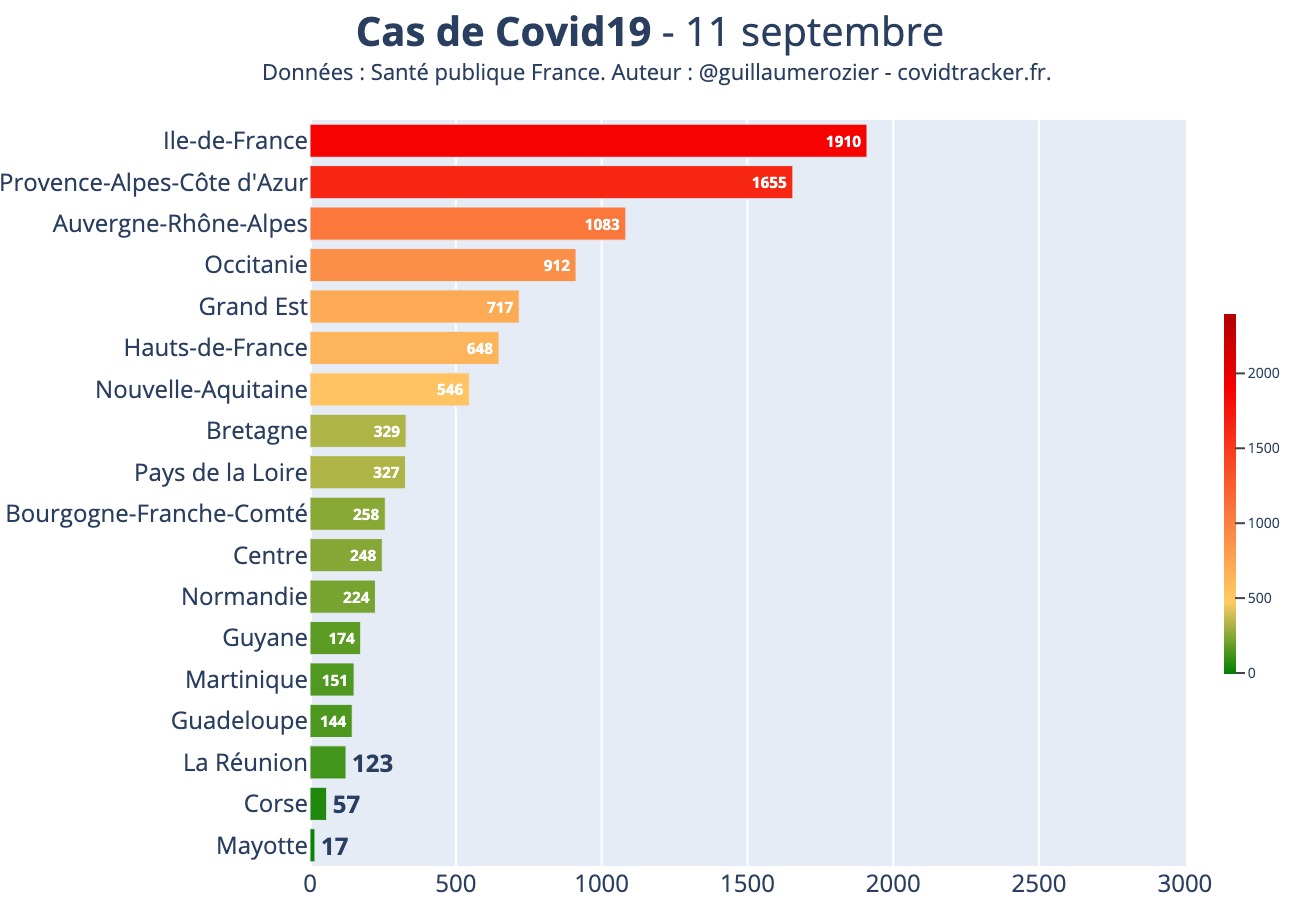 Cas de Covid19 - 11 septembre
Données : Santé publique France. Auteur : @guillaumerozier - covidtracker.fr.
Ile-de-France 1910
Provence-Alpes-Côte d'Azur 1655
Auvergne-Rhône-Alpes 1083
Occitanie 912
Grand Est 717
Hauts-de-France 648
Nouvelle-Aquitaine 546
Bretagne 329
Pays de la Loire 327
Bourgogne-Franche-Comté 258
Centre 248
Normandie 224
Guyane 174
Martinique 151
Guadeloupe 144
La Réunion 123
Corse 57
Mayotte 17
0 500 1000 1500 2000 2500 3000
2000
1500
1000
500
0